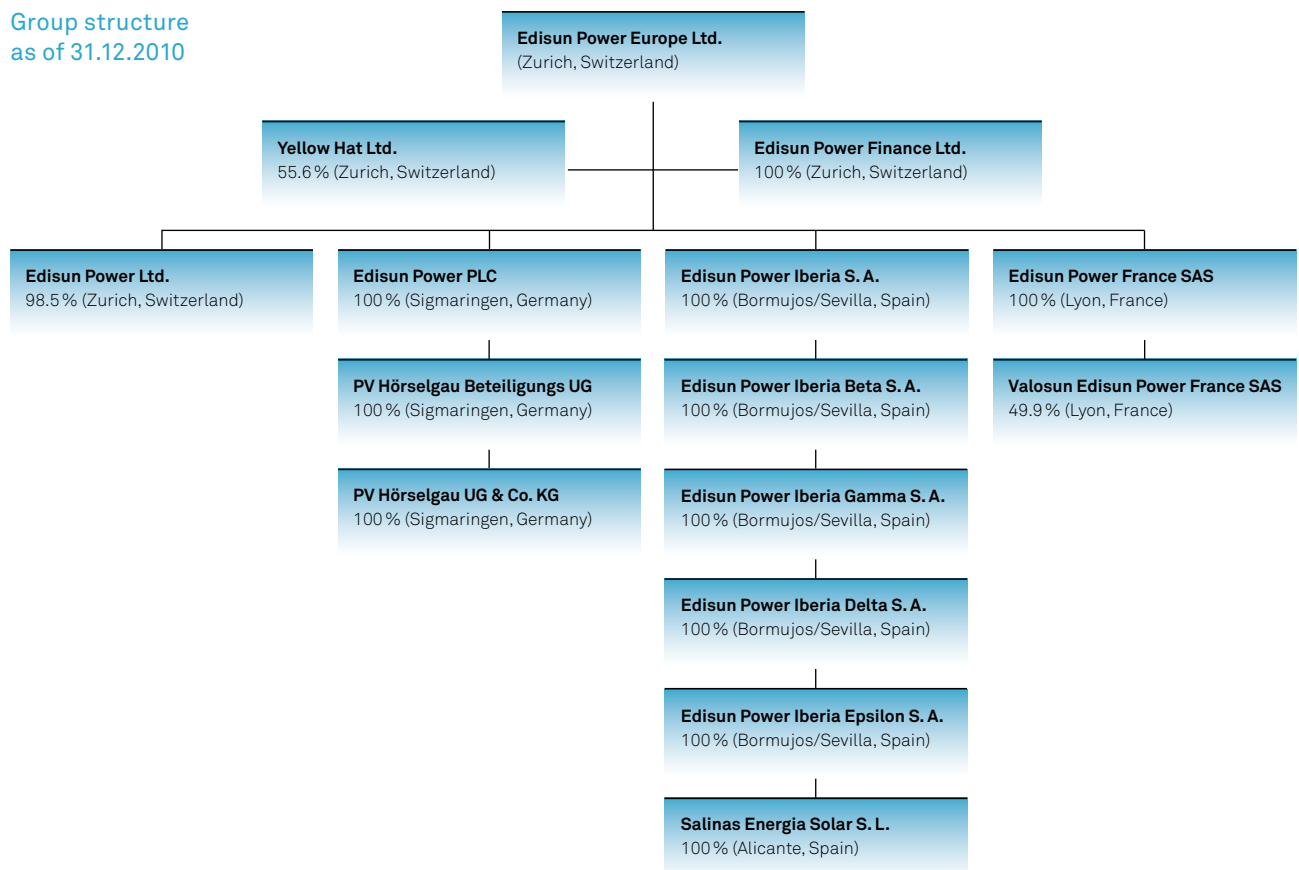 Group structure
as of 31.12.2010
Edisun Power Europe Ltd.
(Zurich, Switzerland)
Yellow Hat Ltd.
55.6 % (Zurich, Switzerland)
Edisun Power Finance Ltd.
100 % (Zurich, Switzerland)
Edisun Power Ltd.
98.5 % (Zurich, Switzerland)
Edisun Power PLC
100 % (Sigmaringen, Germany)
Edisun Power Iberia S. A.
100 % (Bormujos/Sevilla, Spain)
Edisun Power France SAS
100 % (Lyon, France)
PV Hörselgau Beteiligungs UG
100 % (Sigmaringen, Germany)
Edisun Power Iberia Beta S. A.
100 % (Bormujos/Sevilla, Spain)
Valosun Edisun Power France SAS
49.9 % (Lyon, France)
PV Hörselgau UG & Co. KG
100 % (Sigmaringen, Germany)
Edisun Power Iberia Gamma S. A.
100 % (Bormujos/Sevilla, Spain)
Edisun Power Iberia Delta S. A.
100 % (Bormujos/Sevilla, Spain)
Edisun Power Iberia Epsilon S. A.
100 % (Bormujos/Sevilla, Spain)
Salinas Energia Solar S. L.
100 % (Alicante, Spain)